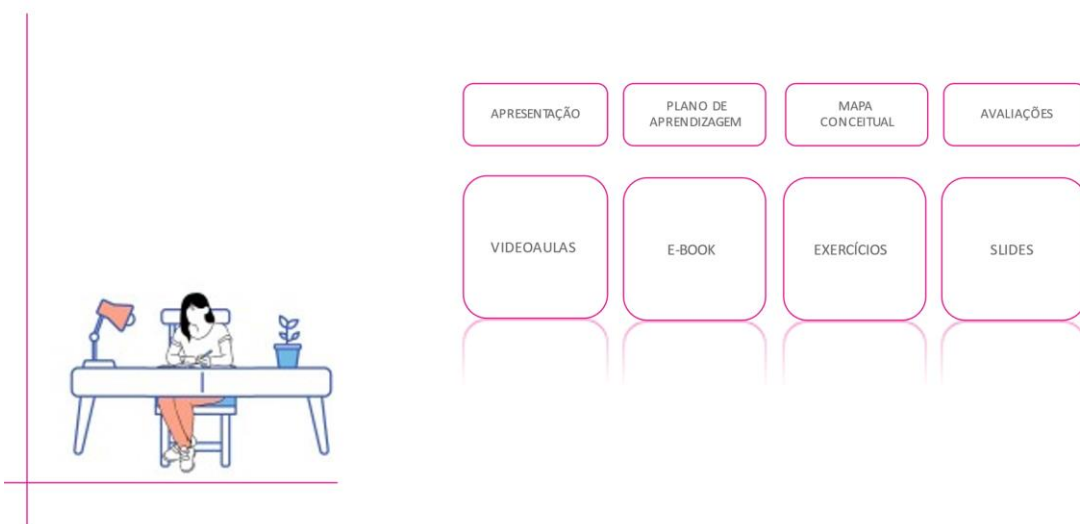 APRESENTAÇÃO
PLANO DE
APRENDIZAGEM
MAPA
CONCEITUAL
AVALIAÇÕES
VIDEOAULAS
E-BOOK
EXERCÍCIOS
SLIDES